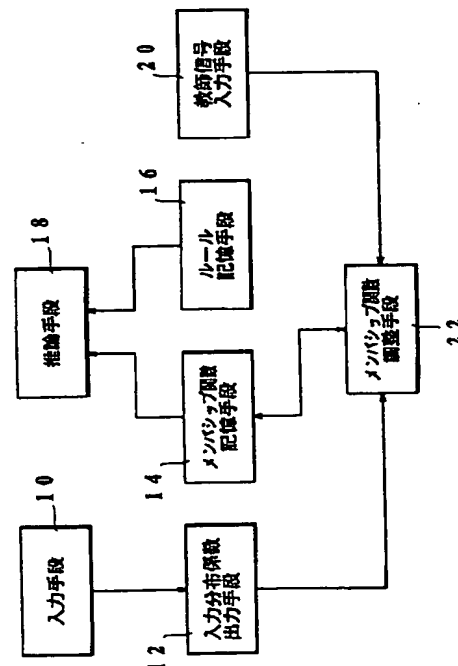 10
入力手段
12
入力分布係数
出力手段
14
メンバシップ関数
記憶手段
18
推論手段
16
ルール
記憶手段
20
教師信号
入力手段
メンバシップ関数
調整手段
22